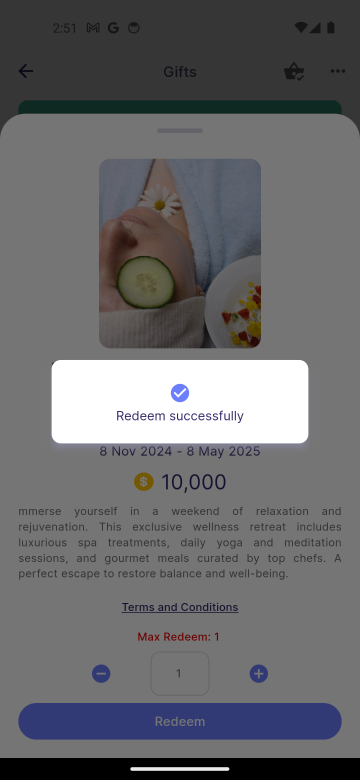 2:51
Gifts
Redeem successfully
8 Nov 2024 - 8 May 2025
$ 10,000
mmerse yourself in a weekend of relaxation and
rejuvenation. This exclusive wellness retreat includes
luxurious spa treatments, daily yoga and meditation
sessions, and gourmet meals curated by top chefs. A
perfect escape to restore balance and well-being.
Terms and Conditions
Max Redeem: 1
1
Redeem